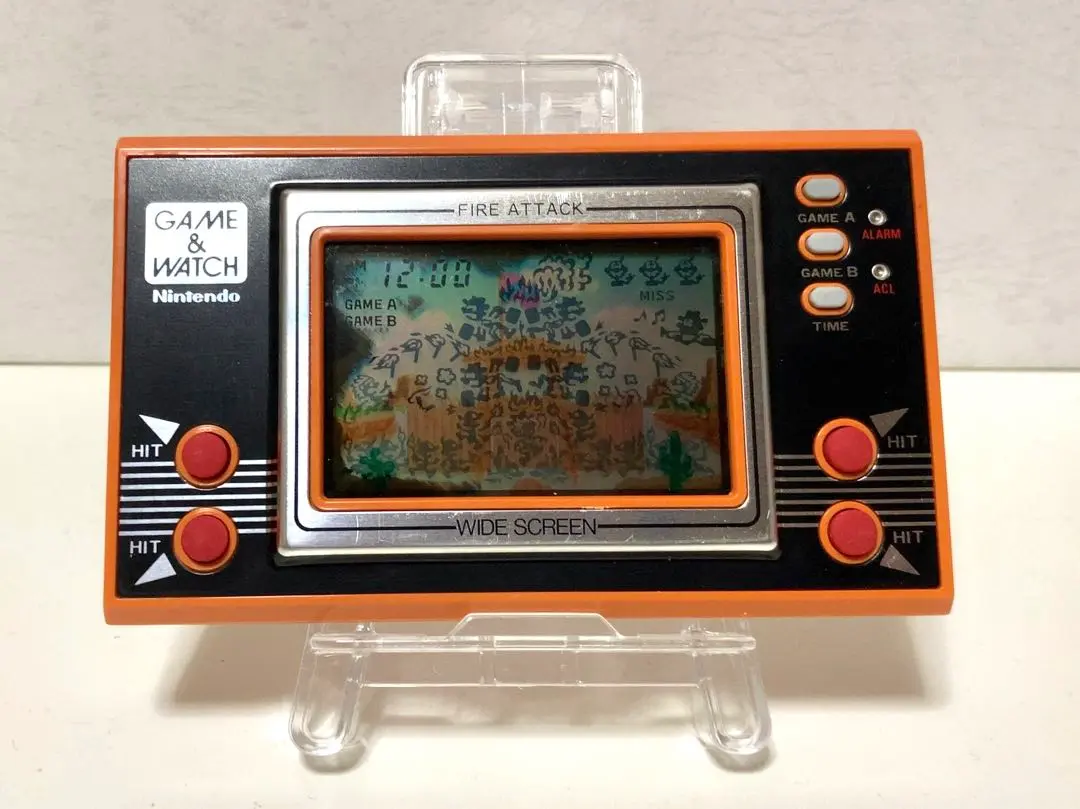 GAME
&
WATCH
Nintendo
FIRE ATTACK
12:00
GAME A
GAME B
MISS
GAME A
ALARM
GAME B
ACL
TIME
HIT
HIT
HIT
HIT
WIDE SCREEN